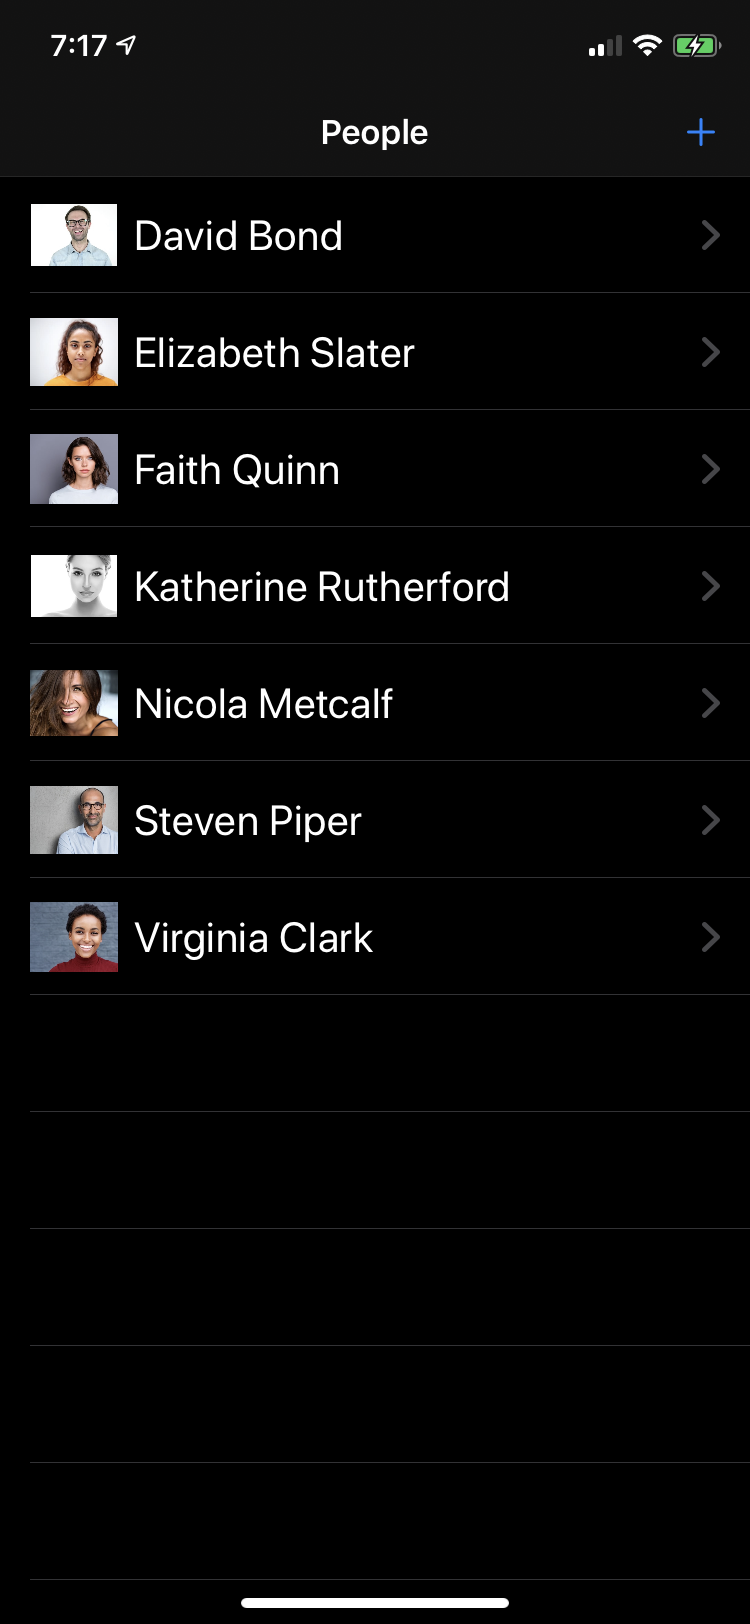 7:17
People
David Bond
Elizabeth Slater
Faith Quinn
Katherine Rutherford
Nicola Metcalf
Steven Piper
Virginia Clark